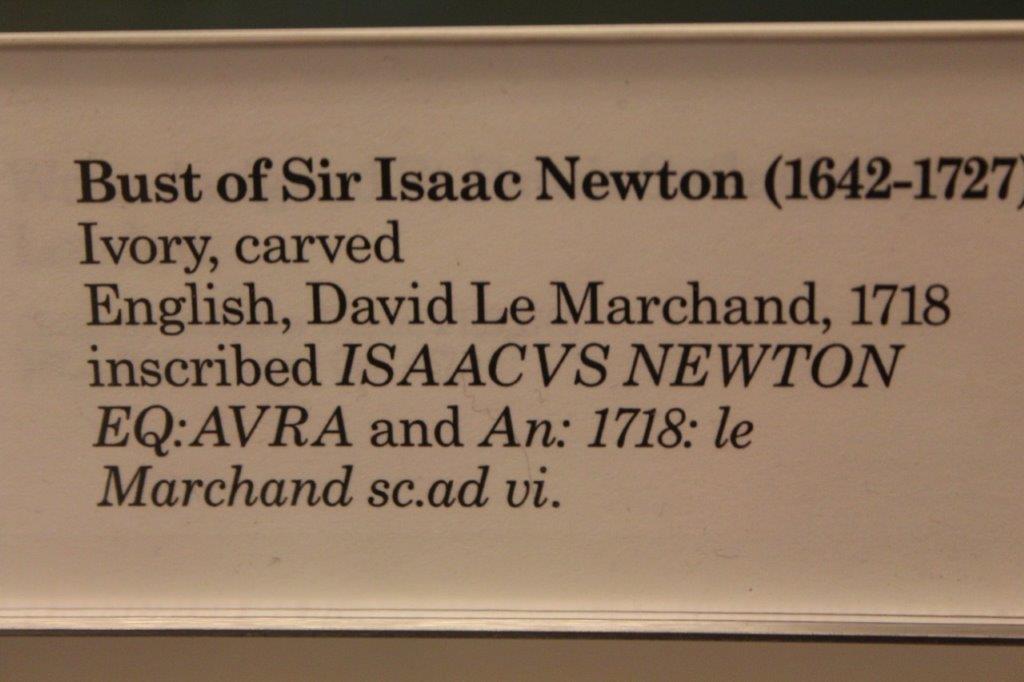 Bust of Sir Isaac Newton (1642-1727)
Ivory, carved
English, David Le Marchand, 1718
inscribed ISAACVS NEWTON
EQ:AVRA and An: 1718: le
Marchand sc.ad vi.